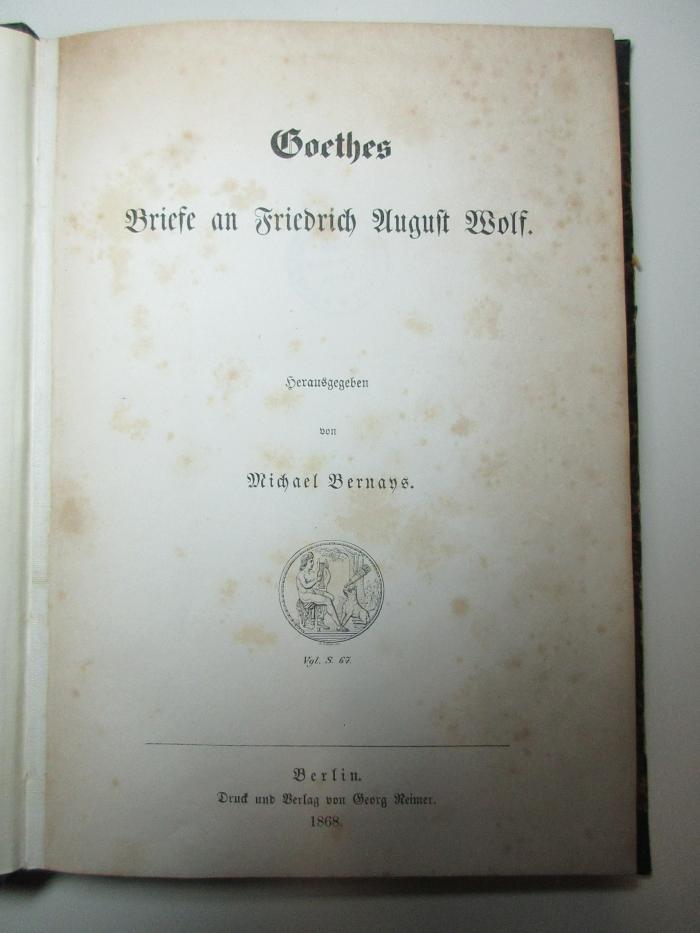 Goethes
Briefe an Friedrich August Wolf.
Herausgegeben
von
Michael Bernays.
Vgl. S. 67.
Berlin.
Druck und Verlag von Georg Reimer.
1868.